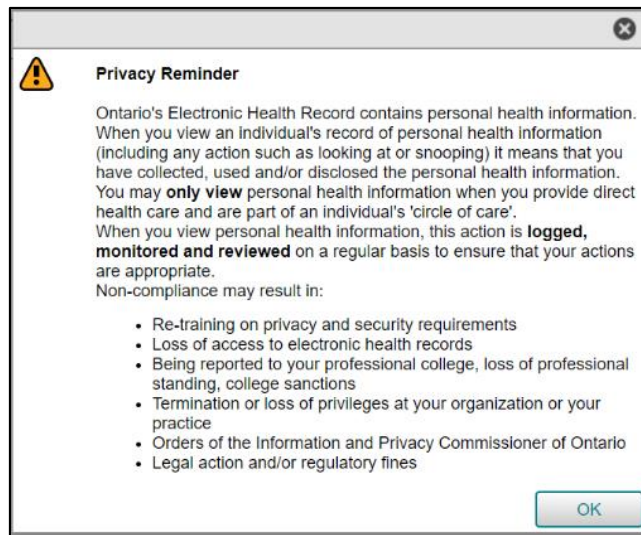 Privacy Reminder
Ontario's Electronic Health Record contains personal health information.
When you view an individual's record of personal health information
(including any action such as looking at or snooping) it means that you
have collected, used and/or disclosed the personal health information.
You may only view personal health information when you provide direct
health care and are part of an individual's 'circle of care'.
When you view personal health information, this action is logged,
monitored and reviewed on a regular basis to ensure that your actions
are appropriate.
Non-compliance may result in:
• Re-training on privacy and security requirements
• Loss of access to electronic health records
• Being reported to your professional college, loss of professional
standing, college sanctions
• Termination or loss of privileges at your organization or your
practice
• Orders of the Information and Privacy Commissioner of Ontario
• Legal action and/or regulatory fines
OK